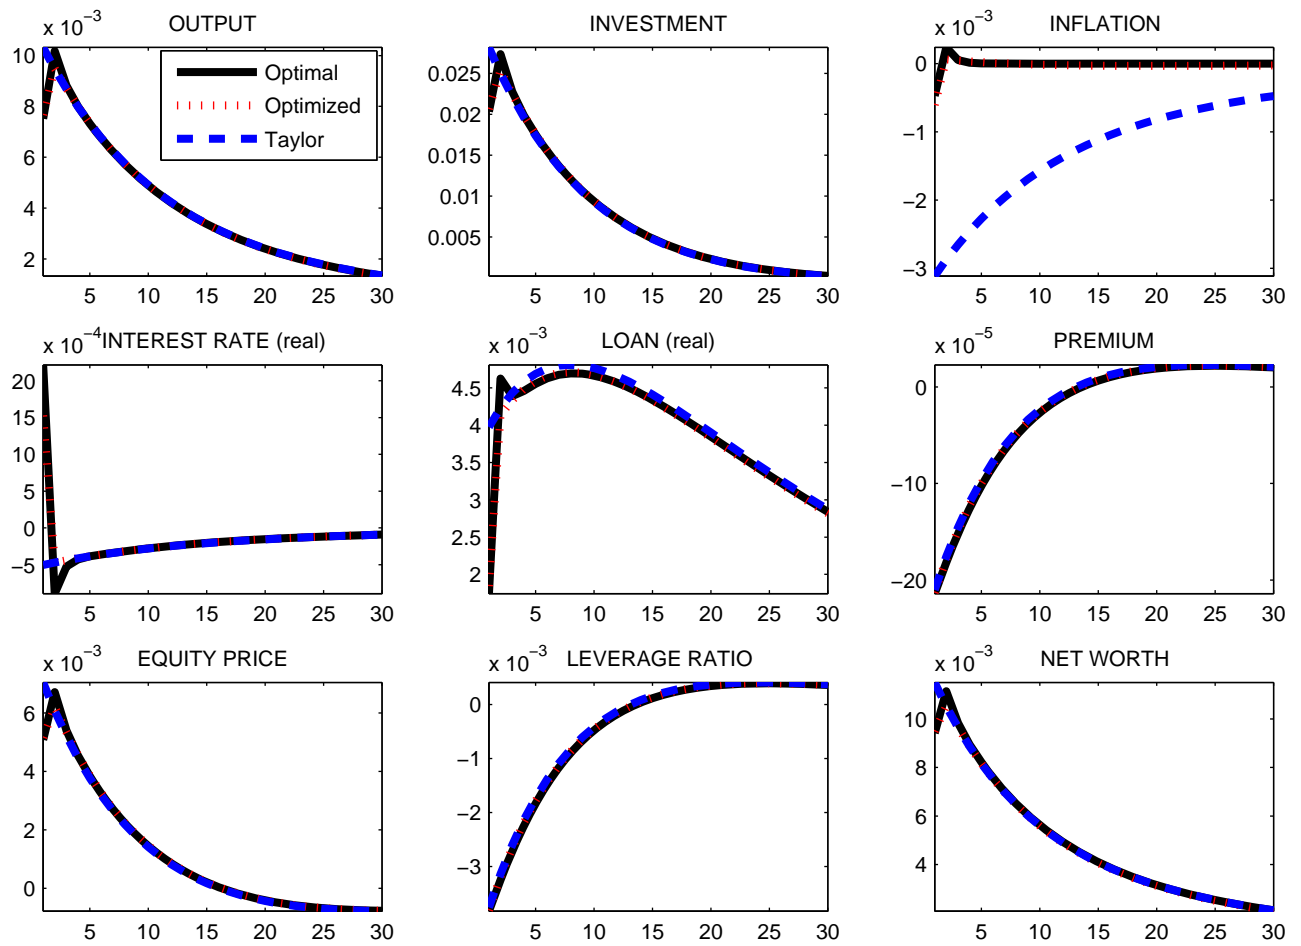 x 10⁻³ OUTPUT
10
8
6
4
2
5 10 15 20 25 30
Optimal
Optimized
Taylor
INVESTMENT
0.025
0.02
0.015
0.01
0.005
5 10 15 20 25 30
x 10⁻³ INFLATION
0
−1
−2
−3
5 10 15 20 25 30
x 10⁻⁴ INTEREST RATE (real)
20
15
10
5
0
−5
5 10 15 20 25 30
x 10⁻³ LOAN (real)
4.5
4
3.5
3
2.5
2
5 10 15 20 25 30
x 10⁻⁵ PREMIUM
0
−10
−20
5 10 15 20 25 30
x 10⁻³ EQUITY PRICE
6
4
2
0
5 10 15 20 25 30
x 10⁻³ LEVERAGE RATIO
0
−1
−2
−3
5 10 15 20 25 30
x 10⁻³ NET WORTH
10
8
6
4
5 10 15 20 25 30